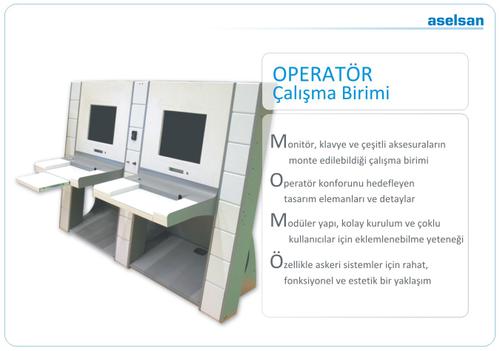 aselsan
OPERATÖR
Çalışma Birimi
Monitör, klavye ve çeşitli aksesuraların
monte edilebildiği çalışma birimi
Operatör konforunu hedefleyen
tasarım elemanları ve detaylar
Modüler yapı, kolay kurulum ve çoklu
kullanıcılar için eklemlenebilme yeteneği
Özellikle askeri sistemler için rahat,
fonksiyonel ve estetik bir yaklaşım